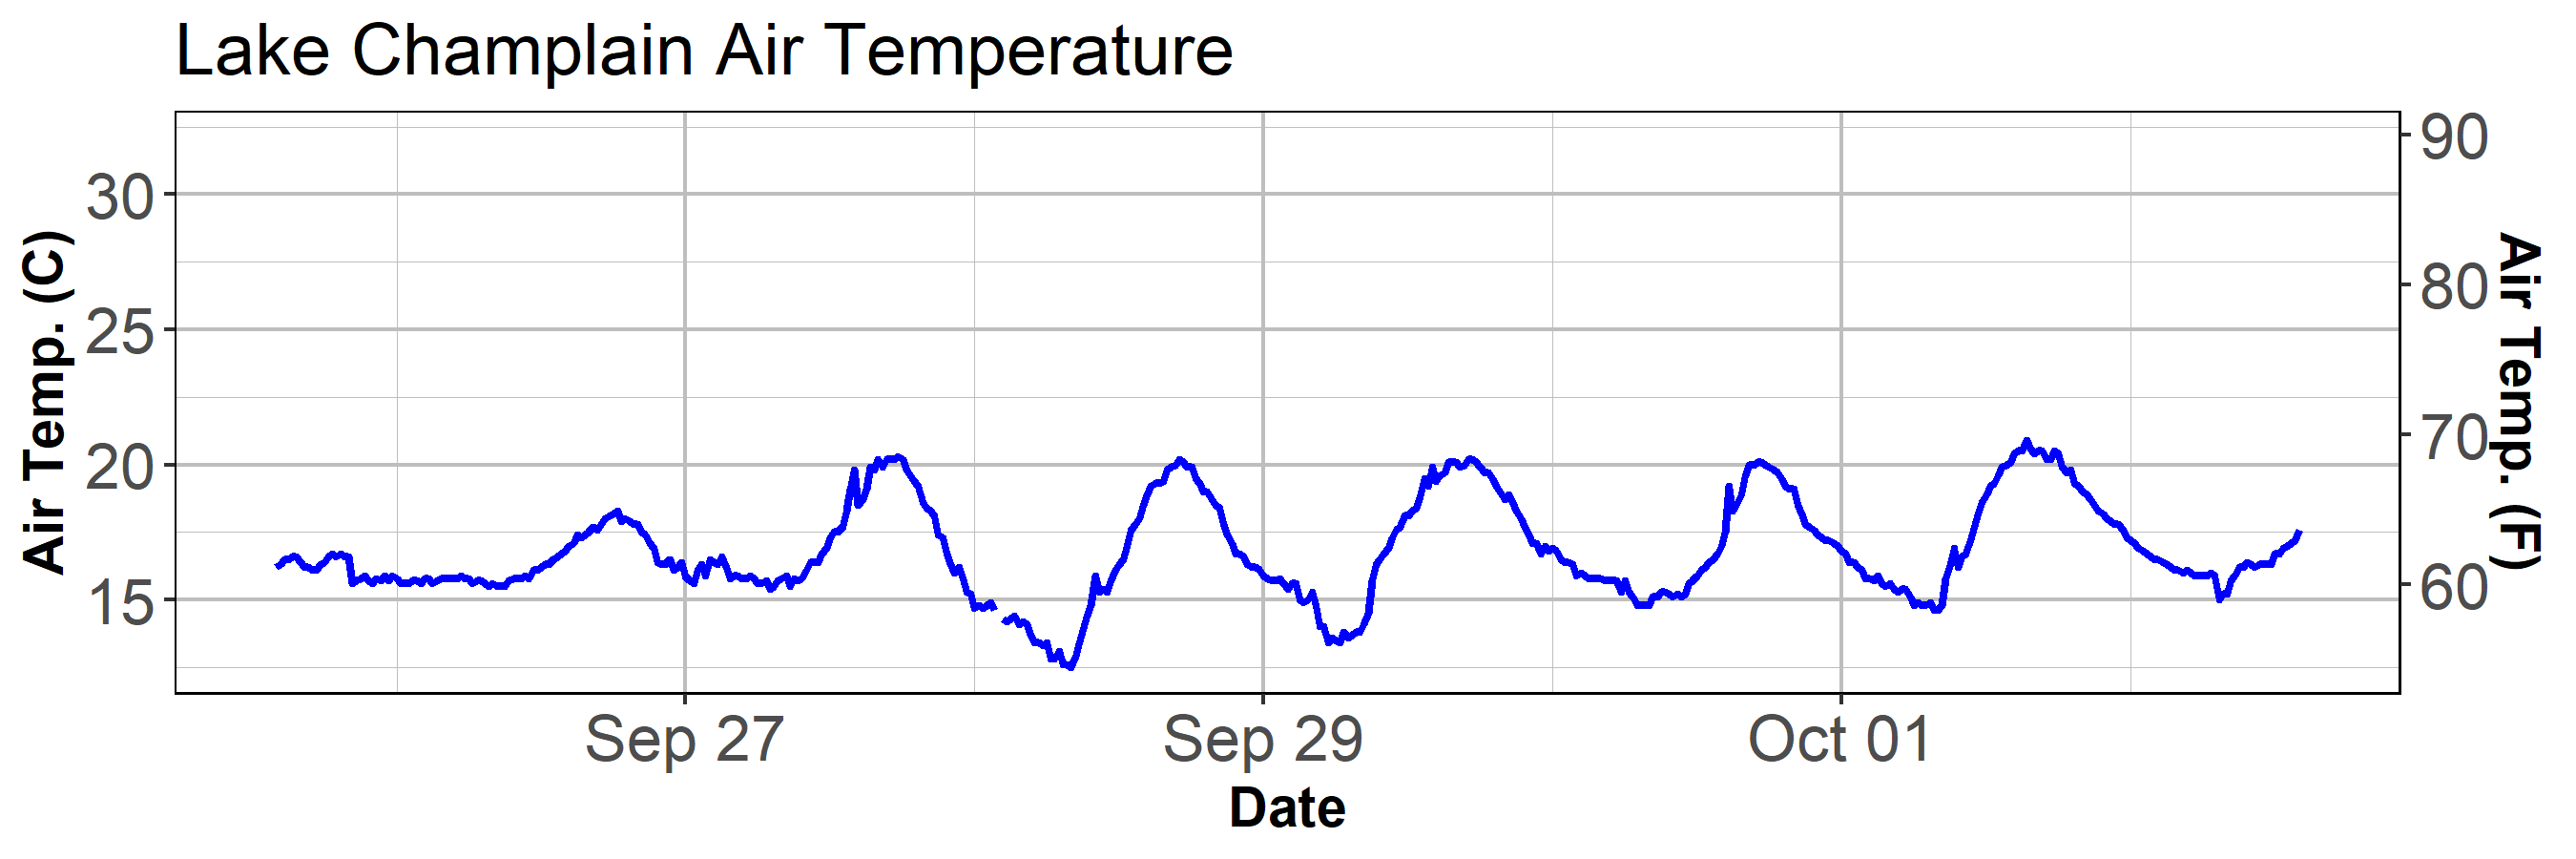 Lake Champlain Air Temperature
Air Temp. (C)
30
25
20
15
90
80
70
60
Air Temp. (F)
Sep 27
Sep 29
Oct 01
Date